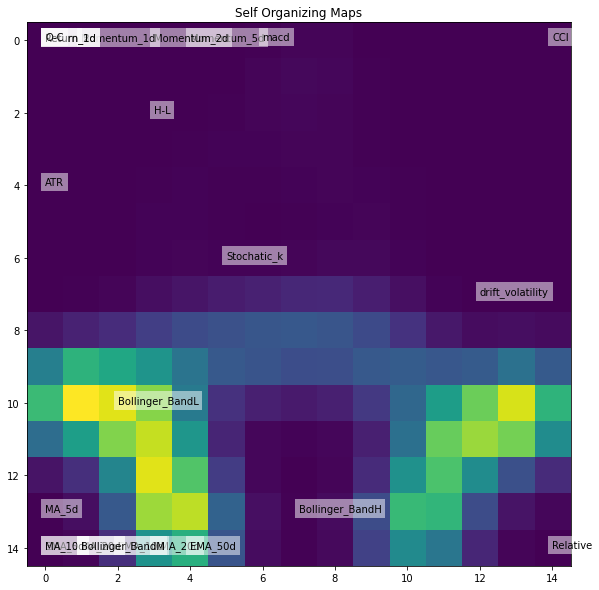 Self Organizing Maps
0
macd
CCI
2
H-L
4
ATR
6
Stochatic_k
drift_volatility
8
10
Bollinger_BandL
12
MA_5d
Bollinger_BandH
14
MA_10 Bollinger_BandM EMA_50d
Relative
0 2 4 6 8 10 12 14